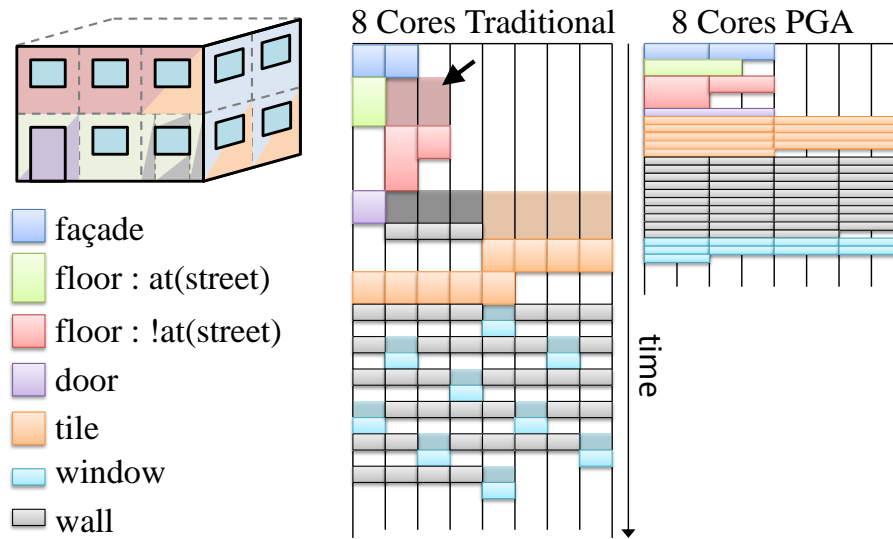 8 Cores Traditional
8 Cores PGA
façade
floor : at(street)
floor : !at(street)
door
tile
window
wall
time